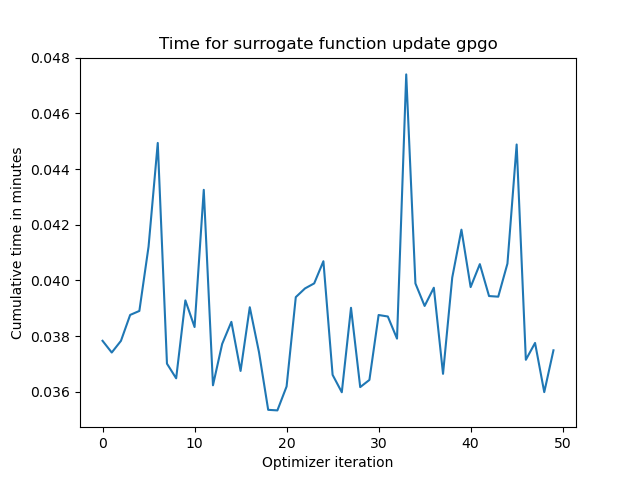 Time for surrogate function update gpgo
Cumulative time in minutes
0.048
0.046
0.044
0.042
0.040
0.038
0.036
0 10 20 30 40 50
Optimizer iteration